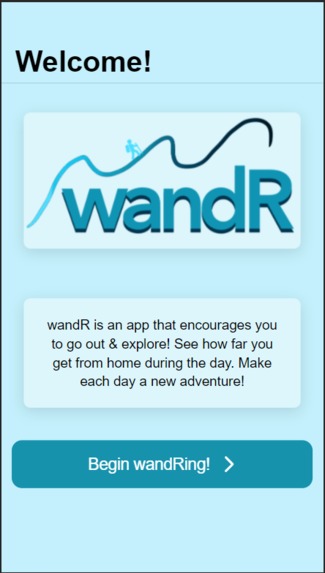 Welcome!
wandR
wandR is an app that encourages you
to go out & explore! See how far you
get from home during the day. Make
each day a new adventure!
Begin wandRing!